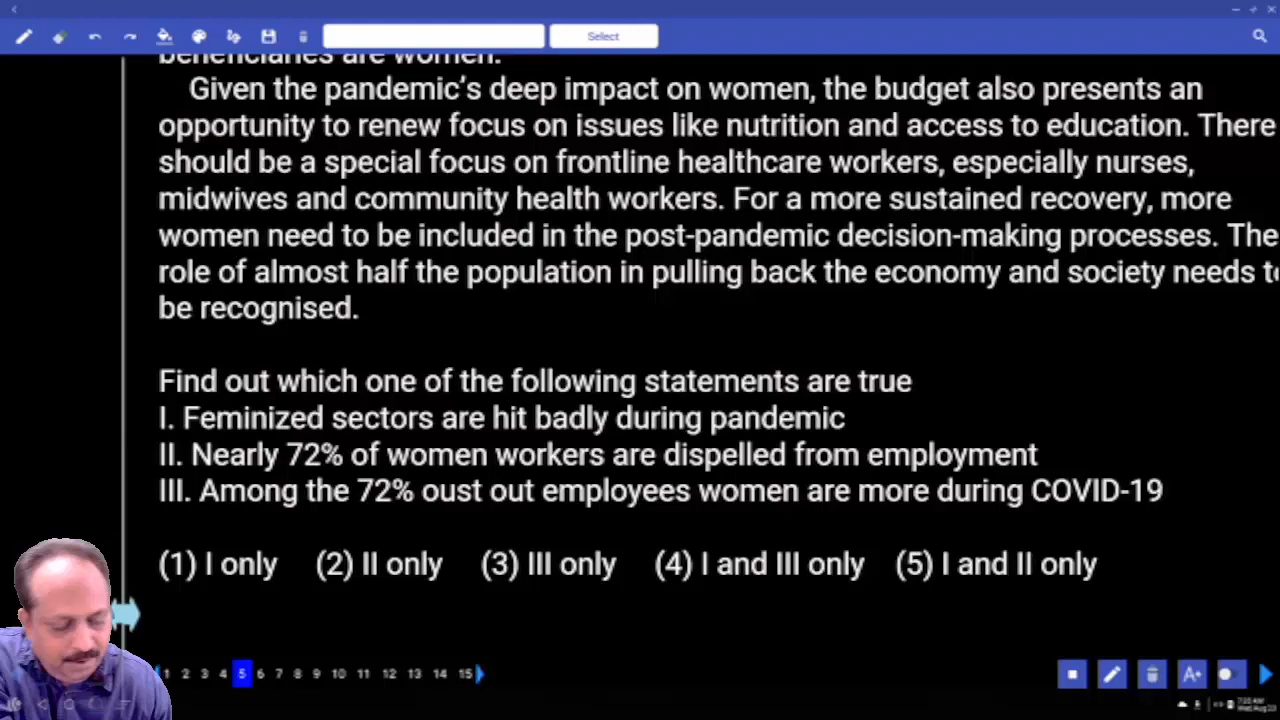 Select
beneficiaries are women.
Given the pandemic's deep impact on women, the budget also presents an
opportunity to renew focus on issues like nutrition and access to education. There
should be a special focus on frontline healthcare workers, especially nurses,
midwives and community health workers. For a more sustained recovery, more
women need to be included in the post-pandemic decision-making processes. The
role of almost half the population in pulling back the economy and society needs to
be recognised.
Find out which one of the following statements are true
I. Feminized sectors are hit badly during pandemic
II. Nearly 72% of women workers are dispelled from employment
III. Among the 72% oust out employees women are more during COVID-19
(1) I only (2) II only (3) III only (4) I and III only (5) I and II only
1 2 3 4 5 6 7 8 9 10 11 12 13 14 15
A+